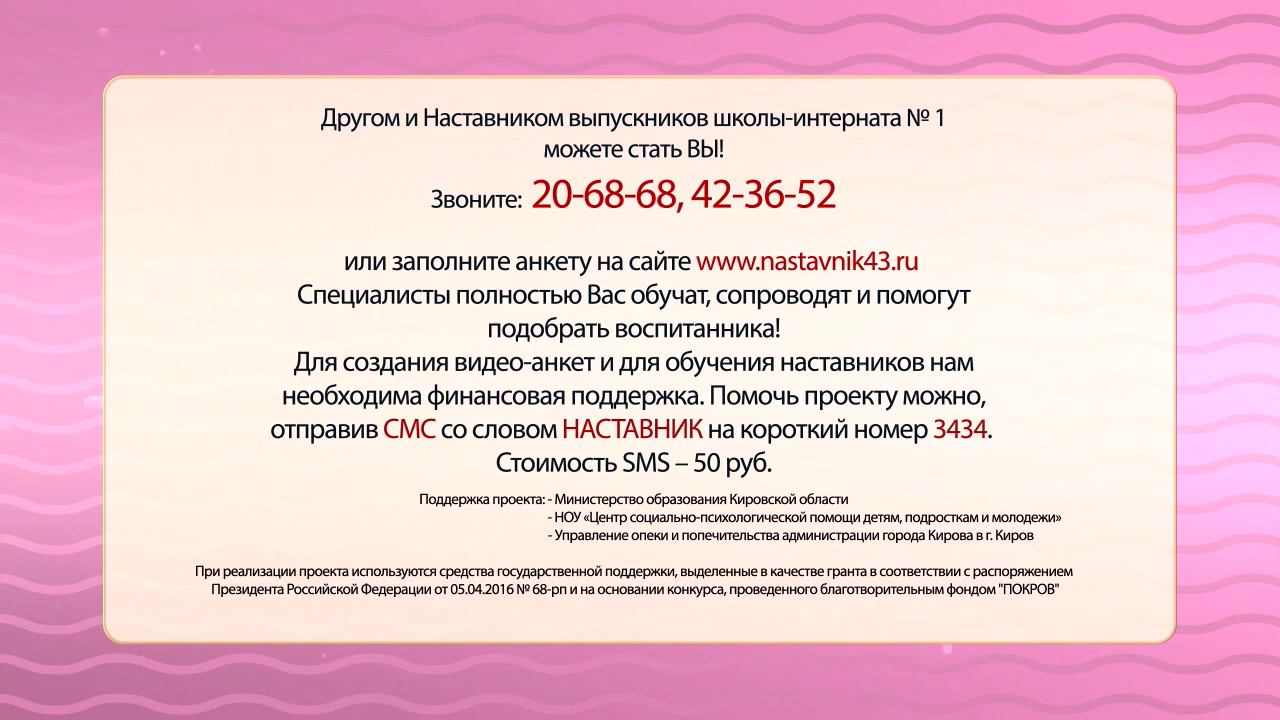 Другом и Наставником выпускников школы-интерната № 1
можете стать ВЫ!
Звоните: 20-68-68, 42-36-52
или заполните анкету на сайте www.nastavnik43.ru
Специалисты полностью Вас обучат, сопроводят и помогут
подобрать воспитанника!
Для создания видео-анкет и для обучения наставников нам
необходима финансовая поддержка. Помочь проекту можно,
отправив СМС со словом НАСТАВНИК на короткий номер 3434.
Стоимость SMS – 50 руб.
Поддержка проекта: - Министерство образования Кировской области
- НОУ «Центр социально-психологической помощи детям, подросткам и молодежи»
- Управление опеки и попечительства администрации города Кирова в г. Киров
При реализации проекта используются средства государственной поддержки, выделенные в качестве гранта в соответствии с распоряжением
Президента Российской Федерации от 05.04.2016 № 68-рп и на основании конкурса, проведенного благотворительным фондом "ПОКРОВ"